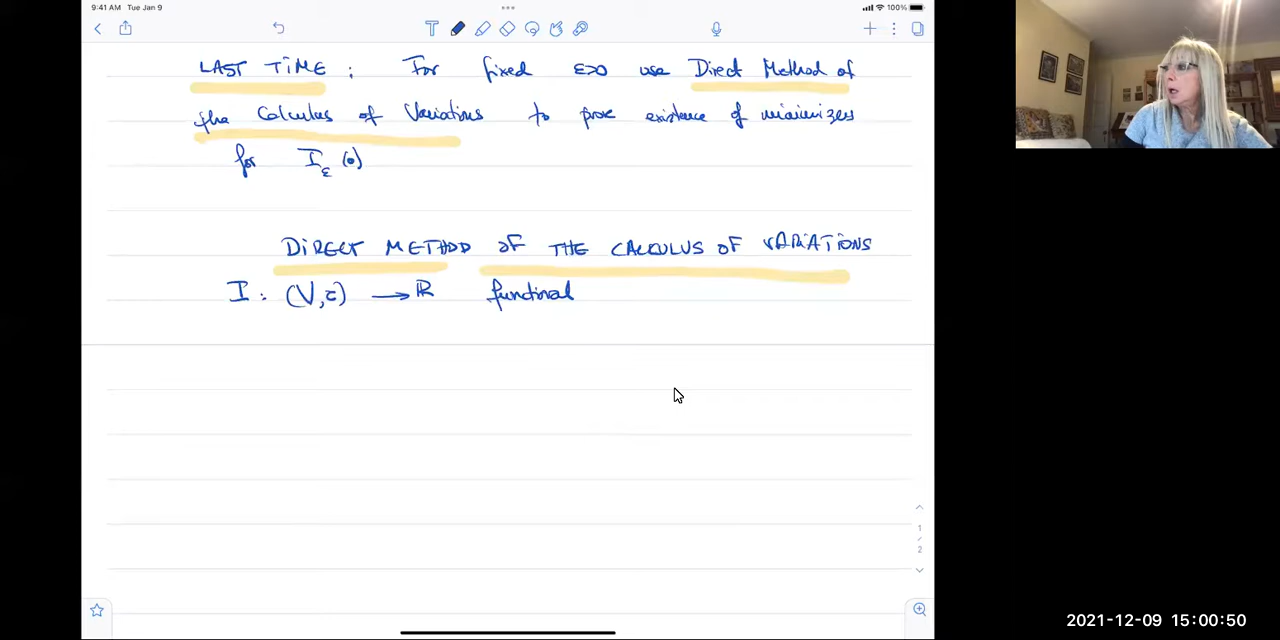 9:41 AM Tue Jan 9
100%
LAST TIME : For fixed ε>0 use Direct Method of
the Calculus of Variations to prove existence of minimizers
for I_ε(·)
DIRECT METHOD OF THE CALCULUS OF VARIATIONS
I : (V, τ) → ℝ functional
1
2
2021-12-09 15:00:50